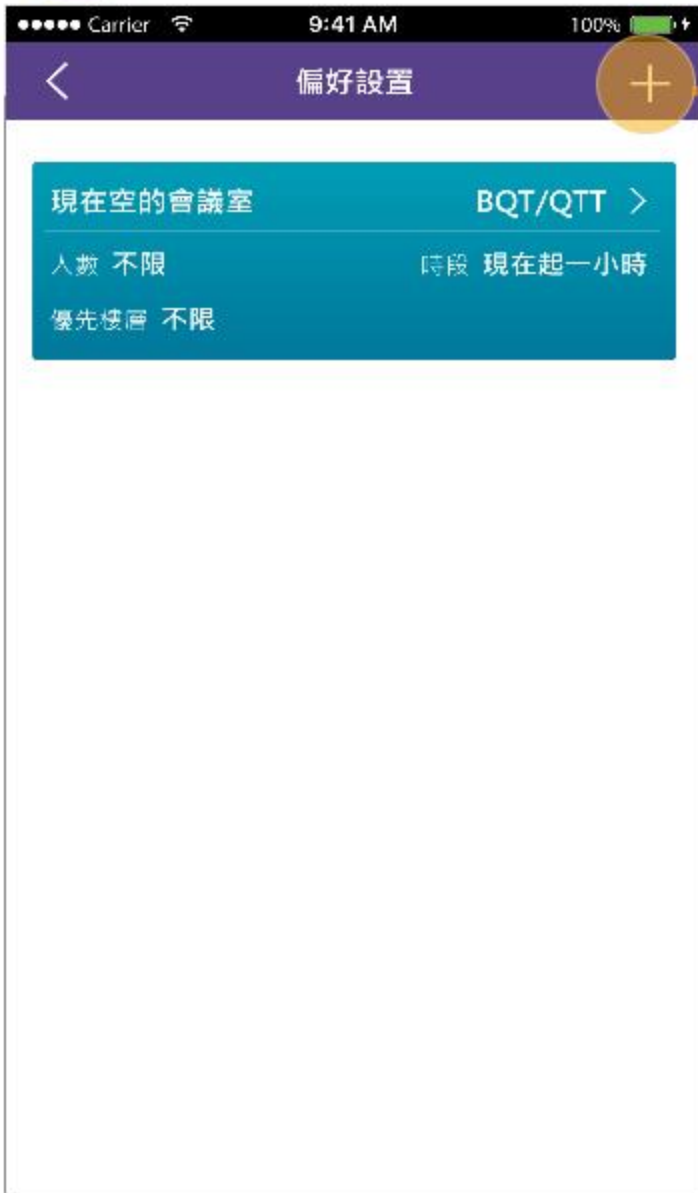 Carrier 9:41 AM 100%
偏好設置
現在空的會議室 BQT/QTT
人數 不限 時段 現在起一小時
優先樓層 不限